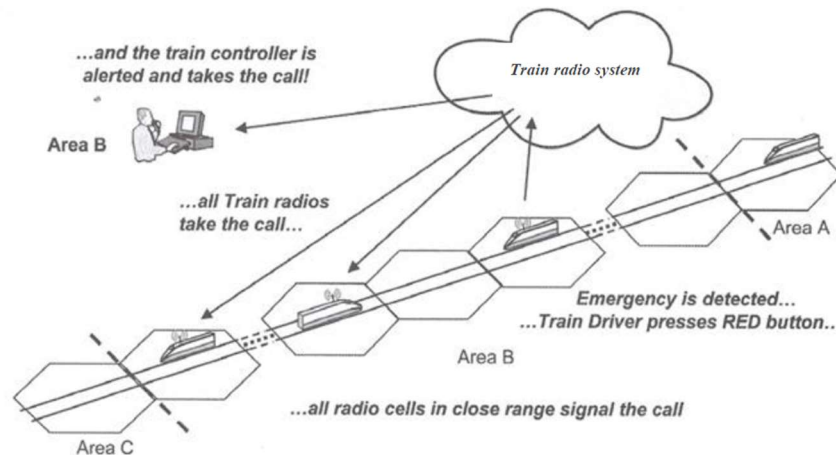 ...and the train controller is
alerted and takes the call!
Train radio system
Area B
...all Train radios
take the call...
Area A
Emergency is detected...
...Train Driver presses RED button...
Area B
...all radio cells in close range signal the call
Area C